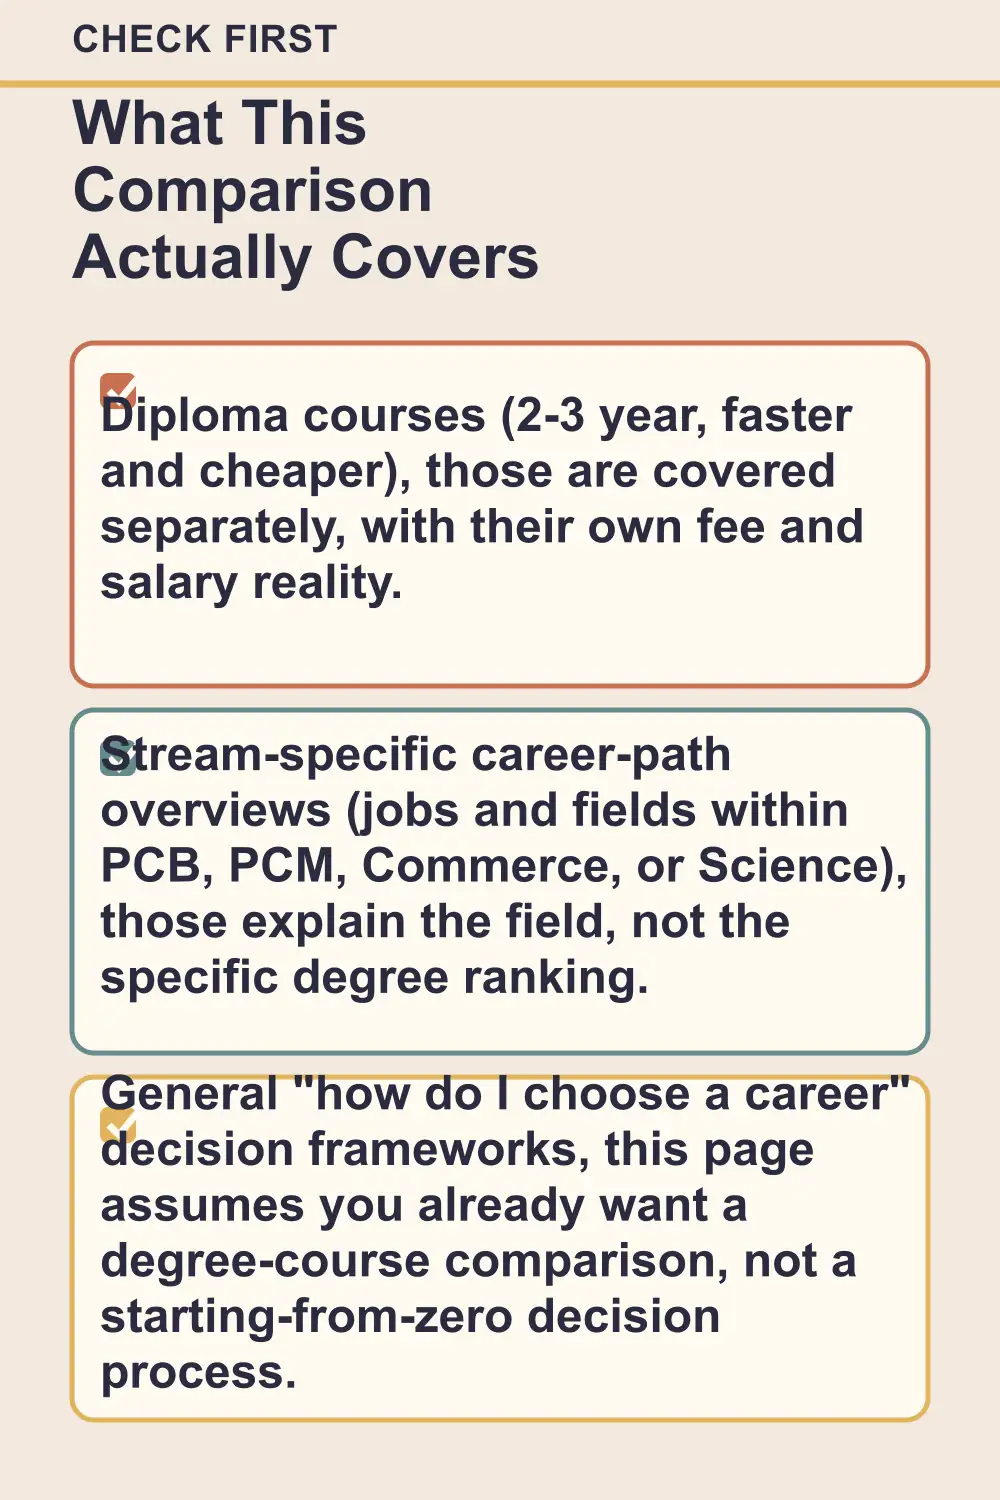 CHECK FIRST
What This
Comparison
Actually Covers
Diploma courses (2-3 year, faster
and cheaper), those are covered
separately, with their own fee and
salary reality.
Stream-specific career-path
overviews (jobs and fields within
PCB, PCM, Commerce, or Science),
those explain the field, not the
specific degree ranking.
General "how do I choose a career"
decision frameworks, this page
assumes you already want a
degree-course comparison, not a
starting-from-zero decision
process.